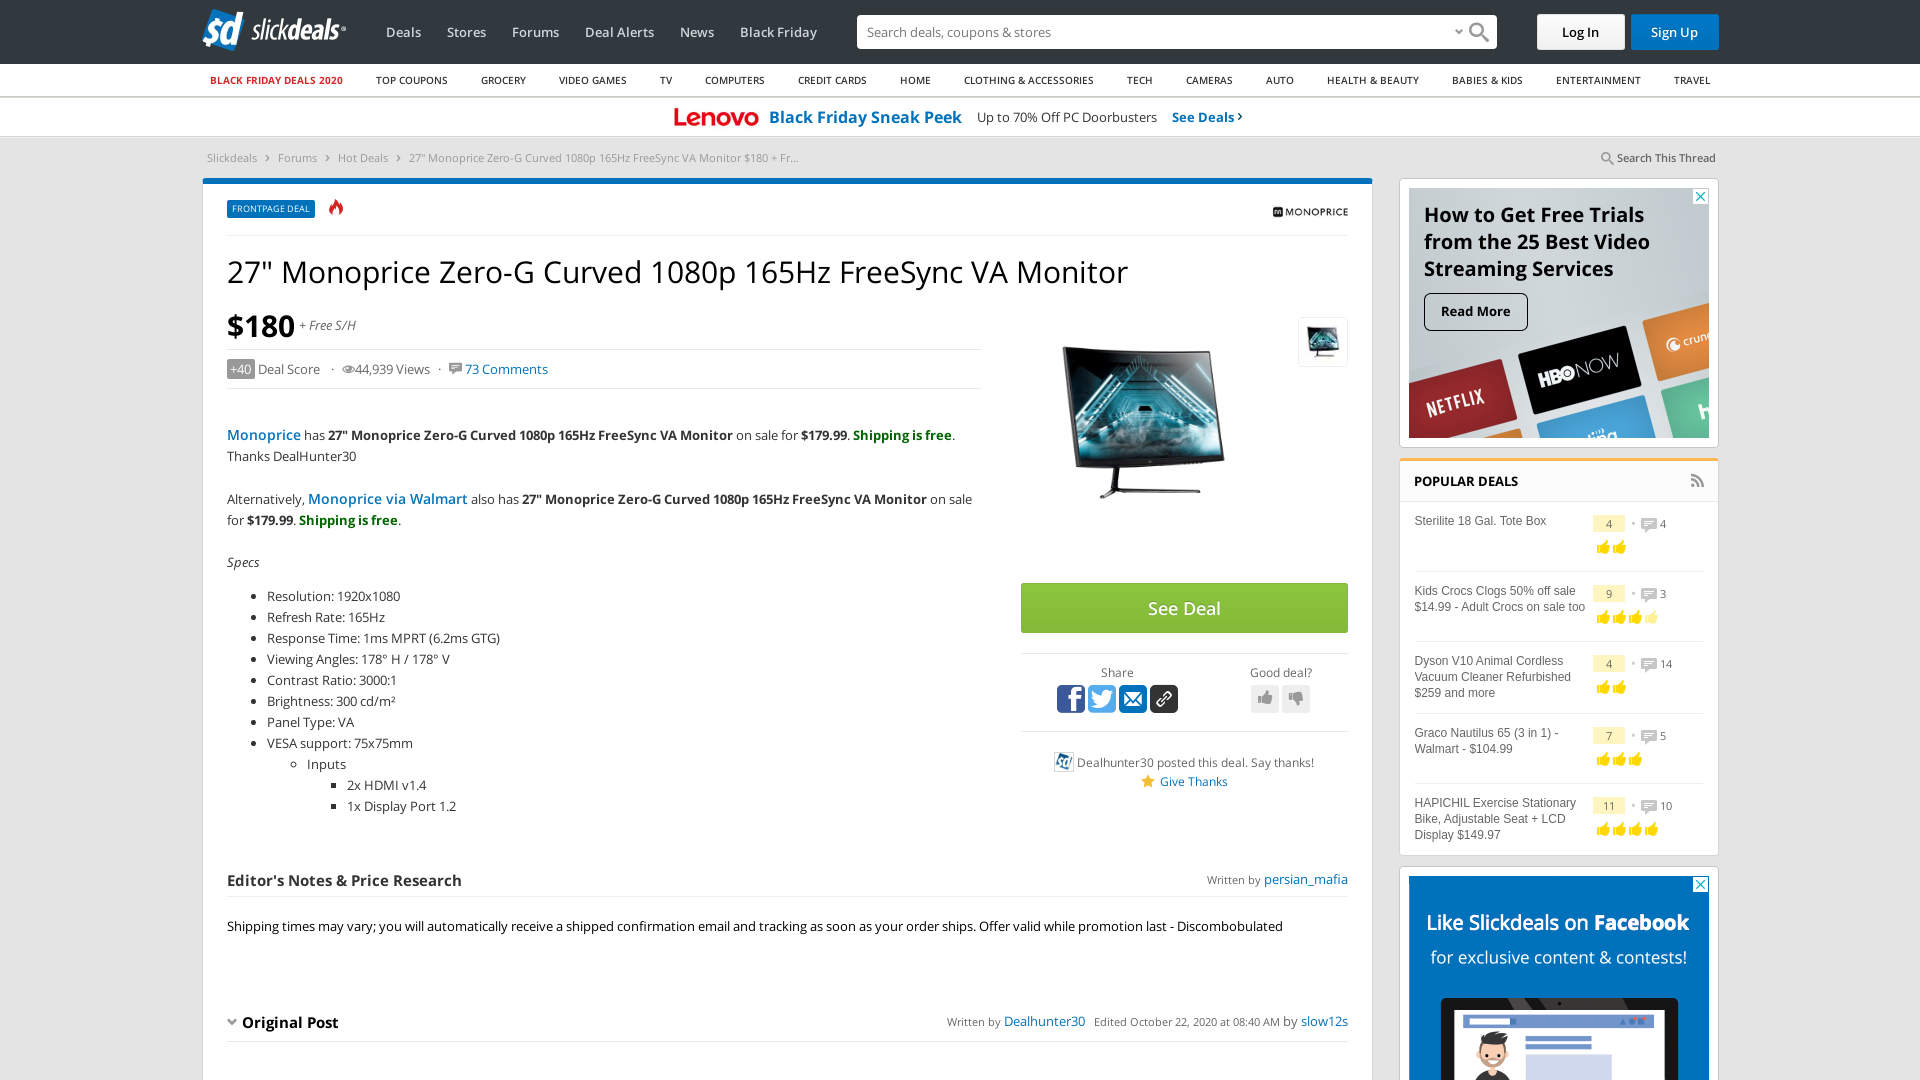 slickdeals
Deals
Stores
Forums
Deal Alerts
News
Black Friday
Search deals, coupons & stores
Log In
Sign Up
BLACK FRIDAY DEALS 2020
TOP COUPONS
GROCERY
VIDEO GAMES
TV
COMPUTERS
CREDIT CARDS
HOME
CLOTHING & ACCESSORIES
TECH
CAMERAS
AUTO
HEALTH & BEAUTY
BABIES & KIDS
ENTERTAINMENT
TRAVEL
Lenovo Black Friday Sneak Peek Up to 70% Off PC Doorbusters See Deals ›
Slickdeals › Forums › Hot Deals › 27" Monoprice Zero-G Curved 1080p 165Hz FreeSync VA Monitor $180 + Fr...
Search This Thread
FRONTPAGE DEAL
MONOPRICE
27" Monoprice Zero-G Curved 1080p 165Hz FreeSync VA Monitor
$180 + Free S/H
+40 Deal Score · 44,939 Views · 73 Comments
Monoprice has 27" Monoprice Zero-G Curved 1080p 165Hz FreeSync VA Monitor on sale for $179.99. Shipping is free.
Thanks DealHunter30
Alternatively, Monoprice via Walmart also has 27" Monoprice Zero-G Curved 1080p 165Hz FreeSync VA Monitor on sale
for $179.99. Shipping is free.
Specs
Resolution: 1920x1080
Refresh Rate: 165Hz
Response Time: 1ms MPRT (6.2ms GTG)
Viewing Angles: 178° H / 178° V
Contrast Ratio: 3000:1
Brightness: 300 cd/m²
Panel Type: VA
VESA support: 75x75mm
Inputs
2x HDMI v1.4
1x Display Port 1.2
See Deal
Share
Good deal?
Dealhunter30 posted this deal. Say thanks!
Give Thanks
Editor's Notes & Price Research
Written by persian_mafia
Shipping times may vary; you will automatically receive a shipped confirmation email and tracking as soon as your order ships. Offer valid while promotion last - Discombobulated
Original Post
Written by Dealhunter30 Edited October 22, 2020 at 08:40 AM by slow12s
How to Get Free Trials
from the 25 Best Video
Streaming Services
Read More
NETFLIX
HBO NOW
POPULAR DEALS
Sterilite 18 Gal. Tote Box
4 • 4
Kids Crocs Clogs 50% off sale
$14.99 - Adult Crocs on sale too
9 • 3
Dyson V10 Animal Cordless
Vacuum Cleaner Refurbished
$259 and more
4 • 14
Graco Nautilus 65 (3 in 1) -
Walmart - $104.99
7 • 5
HAPICHIL Exercise Stationary
Bike, Adjustable Seat + LCD
Display $149.97
11 • 10
Like Slickdeals on Facebook
for exclusive content & contests!